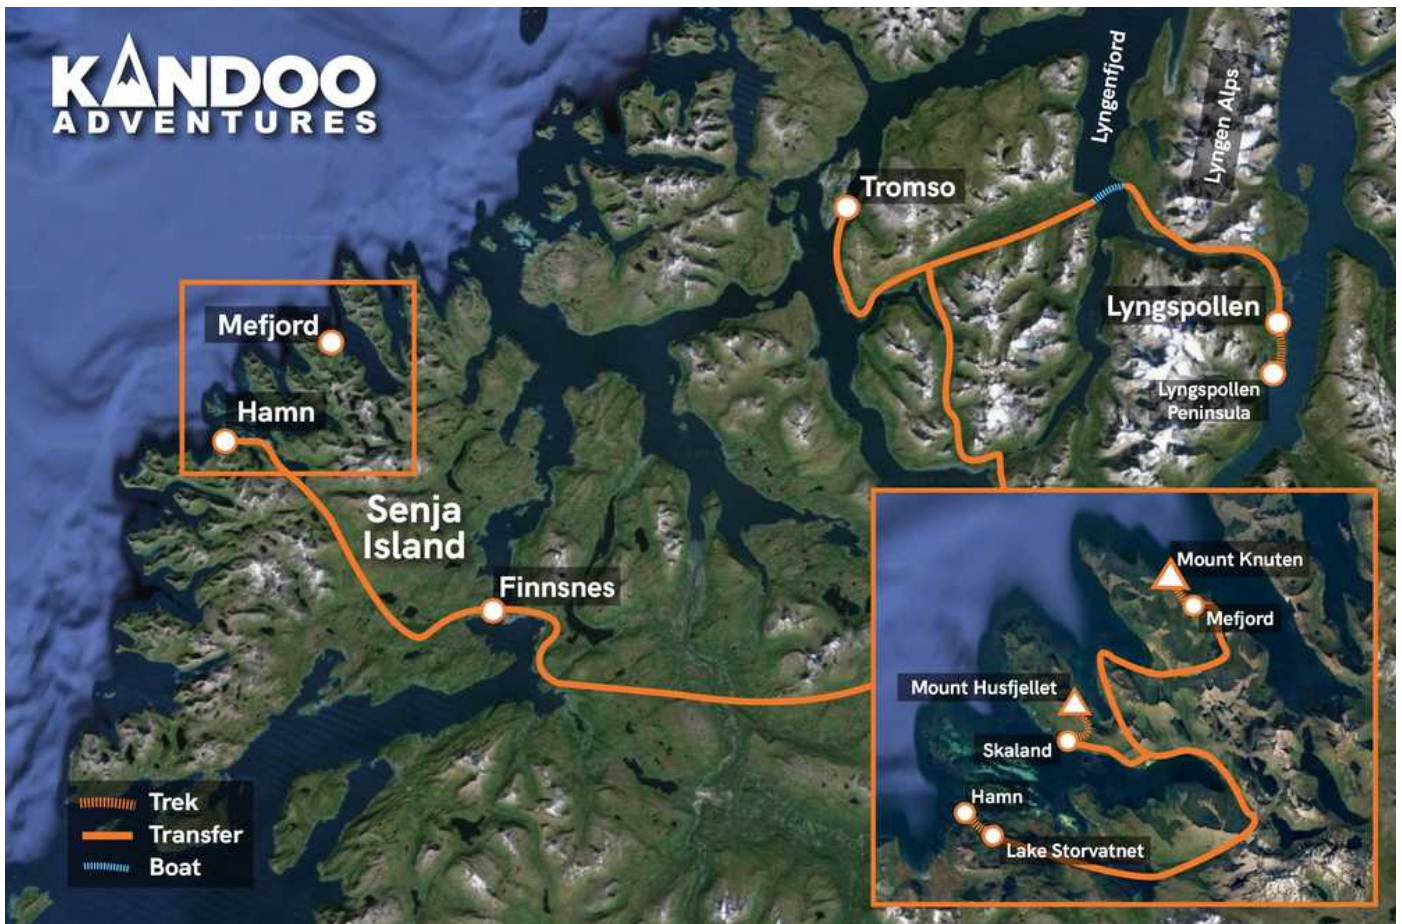 KANDOO
ADVENTURES
Lyngenfjord
Lyngen Alps
Tromso
Mefjord
Lyngspollen
Lyngspollen
Peninsula
Hamn
Senja
Island
Finnsnes
Mount Knuten
Mefjord
Mount Husfjellet
Skaland
Hamn
Lake Storvatnet
Trek
Transfer
Boat